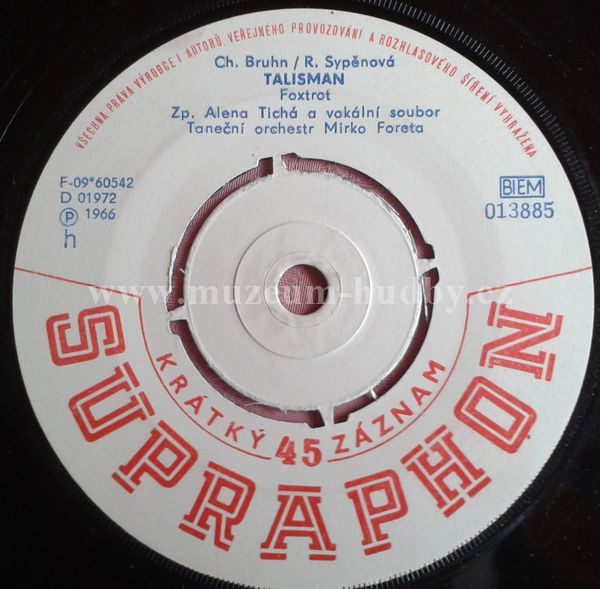 VŠECHNA PRÁVA VÝROBCE I AUTORŮ, VEŘEJNÉHO PROVOZOVÁNÍ A ROZHLASOVÉHO ŠÍŘENÍ VYHRAŽENA
Ch. Bruhn / R. Sypěnová
TALISMAN
Foxtrot
Zp. Alena Tichá a vokální soubor
Taneční orchestr Mirko Foreta
F-09*60542
D 01972
Ⓟ 1966
h
BIEM
013885
www.muzeum-hudby.cz
KRÁTKÝ 45 ZÁZNAM
SUPRAPHON